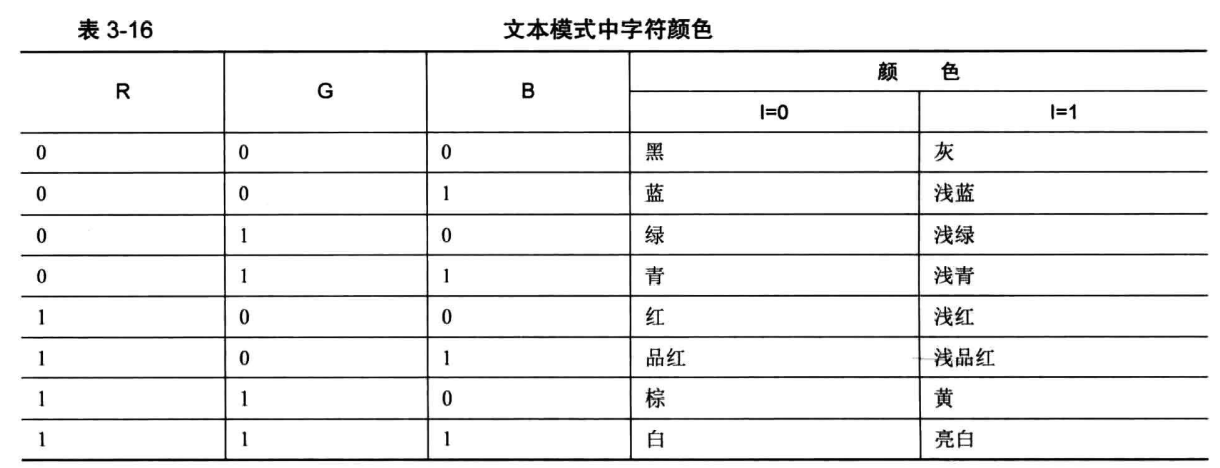 表 3-16 文本模式中字符颜色
R G B 颜 色
I=0 I=1
0 0 0 黑 灰
0 0 1 蓝 浅蓝
0 1 0 绿 浅绿
0 1 1 青 浅青
1 0 0 红 浅红
1 0 1 品红 浅品红
1 1 0 棕 黄
1 1 1 白 亮白